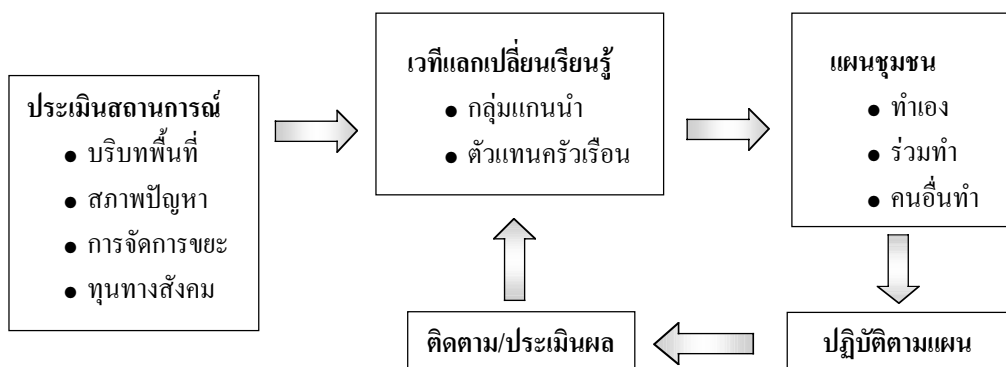 ประเมินสถานการณ์
● บริบทพื้นที่
● สภาพปัญหา
● การจัดการขยะ
● ทุนทางสังคม
เวทีแลกเปลี่ยนเรียนรู้
● กลุ่มแกนนำ
● ตัวแทนครัวเรือน
แผนชุมชน
● ทำเอง
● ร่วมทำ
● คนอื่นทำ
ปฏิบัติตามแผน
ติดตาม/ประเมินผล